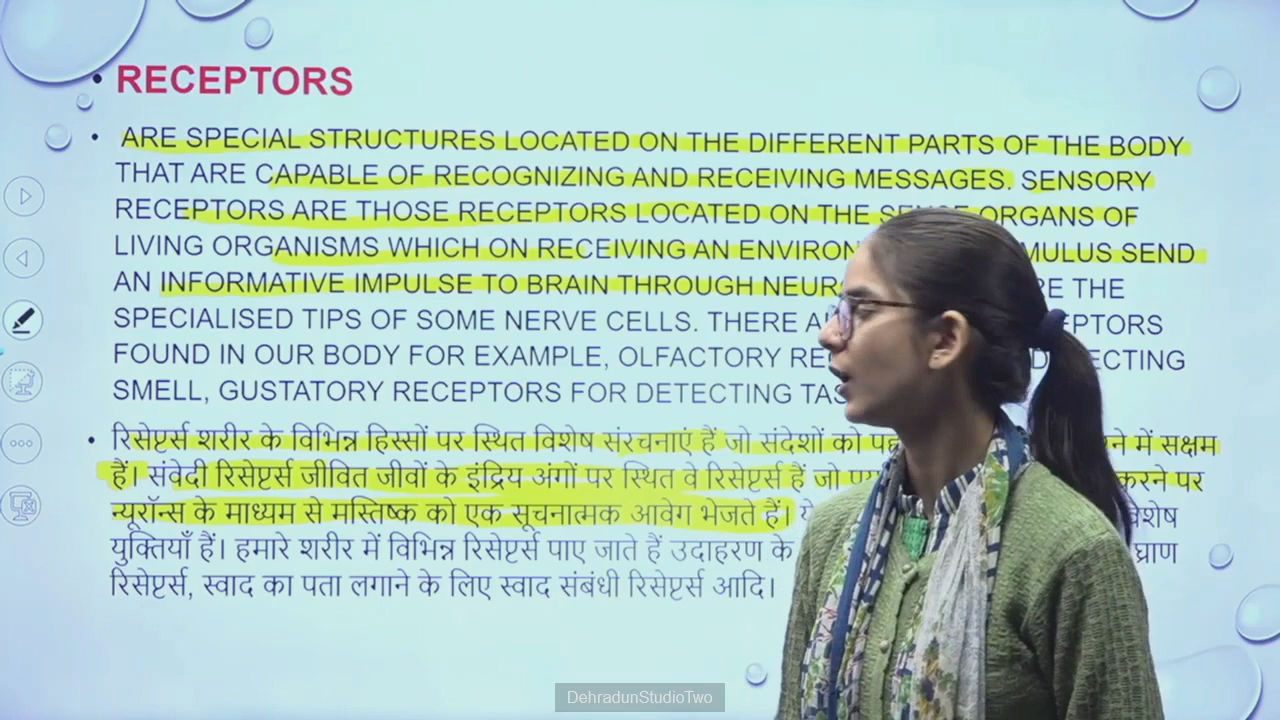 RECEPTORS
ARE SPECIAL STRUCTURES LOCATED ON THE DIFFERENT PARTS OF THE BODY
THAT ARE CAPABLE OF RECOGNIZING AND RECEIVING MESSAGES. SENSORY
RECEPTORS ARE THOSE RECEPTORS LOCATED ON THE SENSE ORGANS OF
LIVING ORGANISMS WHICH ON RECEIVING AN SEND
AN INFORMATIVE IMPULSE TO BRAIN THROUGH THE
SPECIALISED TIPS OF SOME NERVE CELLS. THERE
FOUND IN OUR BODY FOR EXAMPLE, OLFACTORY
SMELL, GUSTATORY RECEPTORS FOR DETECTING
रिसेप्टर्स शरीर के विभिन्न हिस्सों पर स्थित विशेष संरचनाएं हैं जो संदेशों को में सक्षम
हैं। संवेदी रिसेप्टर्स जीवित जीवों के इंद्रिय अंगों पर स्थित वे रिसेप्टर्स हैं जो करने पर
न्यूरॉन्स के माध्यम से मस्तिष्क को एक सूचनात्मक आवेग भेजते हैं।
युक्तियाँ हैं। हमारे शरीर में विभिन्न रिसेप्टर्स पाए जाते हैं उदाहरण के घ्राण
रिसेप्टर्स, स्वाद का पता लगाने के लिए स्वाद संबंधी रिसेप्टर्स आदि।
DehradunStudioTwo